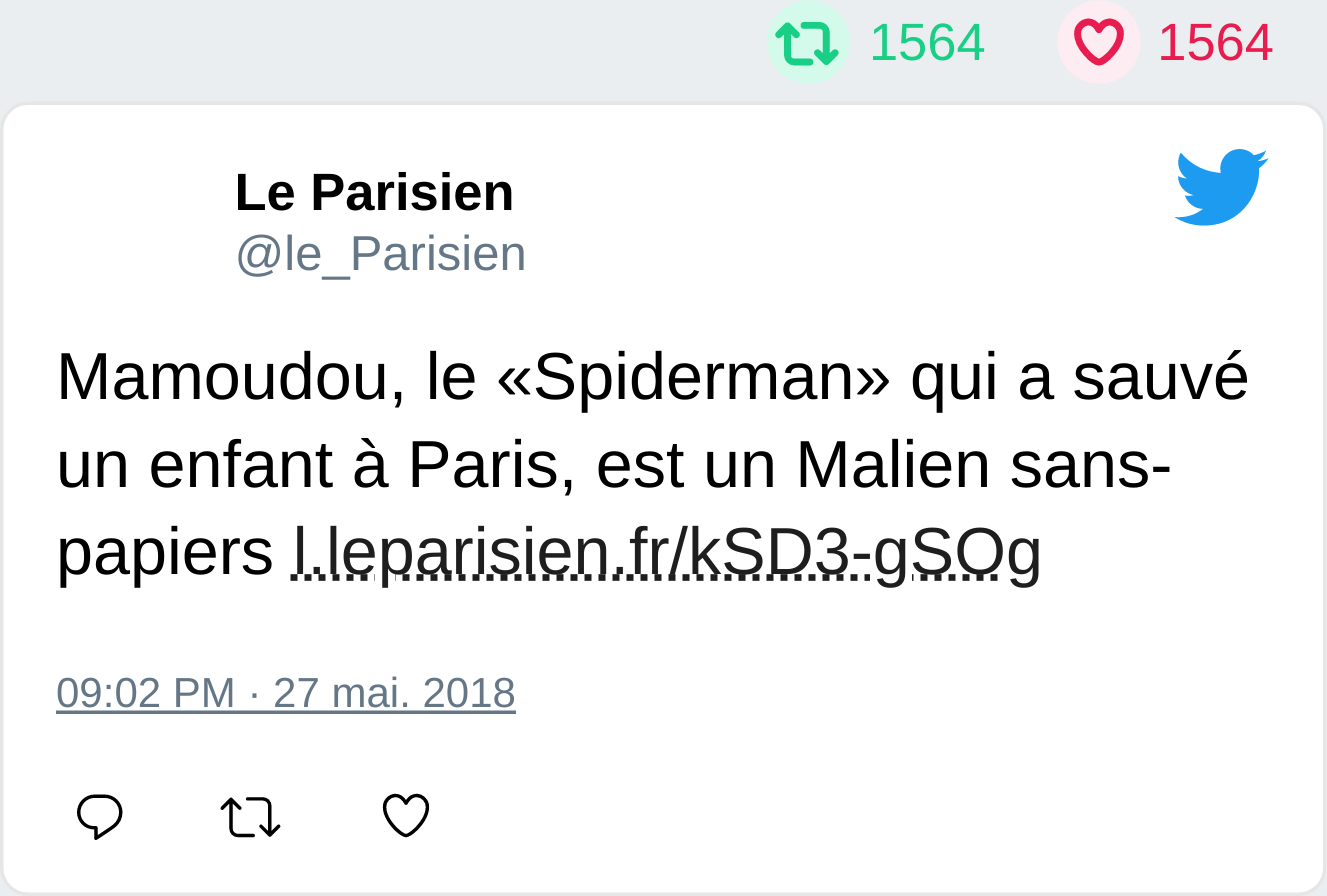 1564 1564
Le Parisien
@le_Parisien
Mamoudou, le «Spiderman» qui a sauvé
un enfant à Paris, est un Malien sans-
papiers l.leparisien.fr/kSD3-gSOg
09:02 PM · 27 mai. 2018